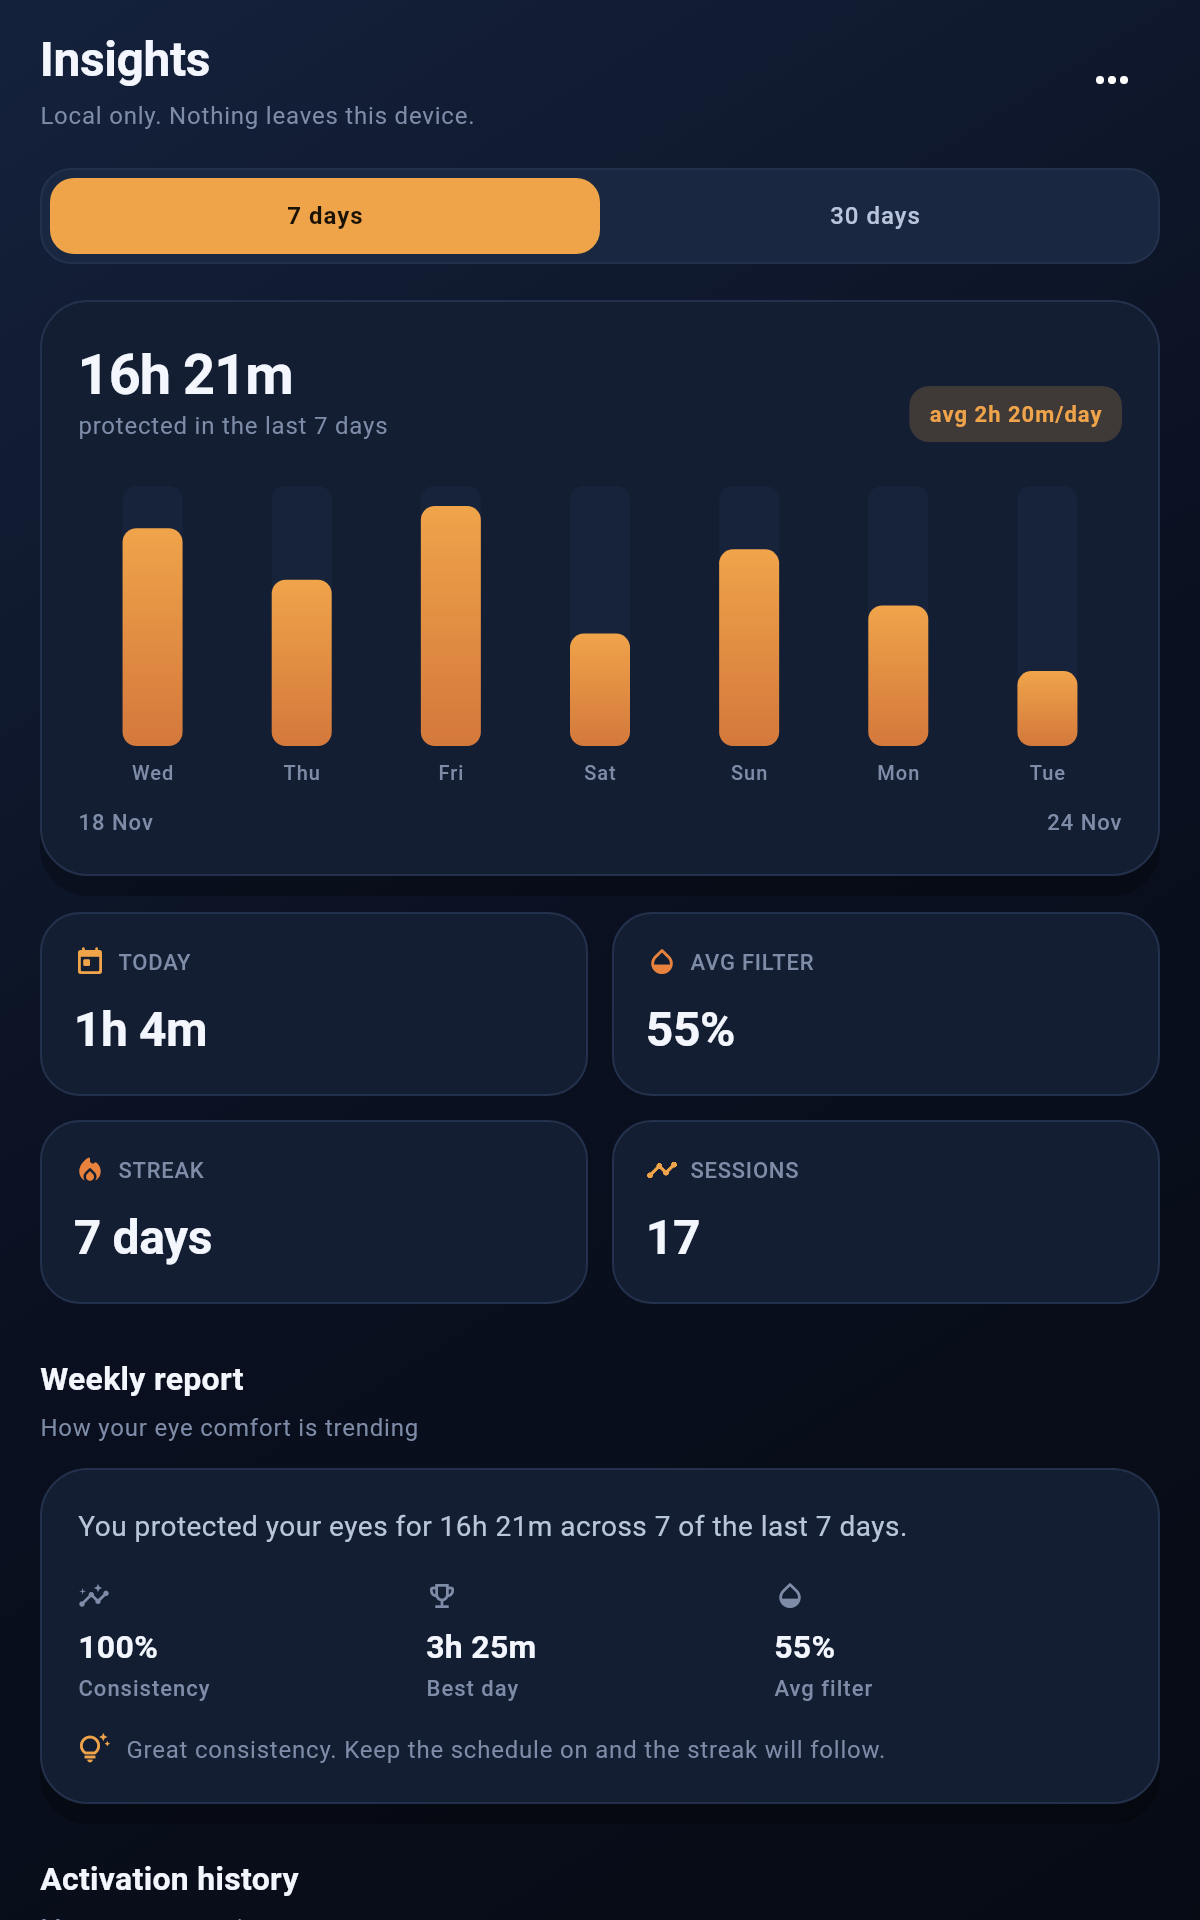 Insights
Local only. Nothing leaves this device.
7 days
30 days
16h 21m
protected in the last 7 days
avg 2h 20m/day
Wed
Thu
Fri
Sat
Sun
Mon
Tue
18 Nov
24 Nov
TODAY
1h 4m
AVG FILTER
55%
STREAK
7 days
SESSIONS
17
Weekly report
How your eye comfort is trending
You protected your eyes for 16h 21m across 7 of the last 7 days.
100%
Consistency
3h 25m
Best day
55%
Avg filter
Great consistency. Keep the schedule on and the streak will follow.
Activation history